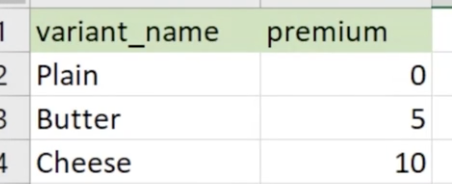 1 variant_name premium
2 Plain 0
3 Butter 5
4 Cheese 10